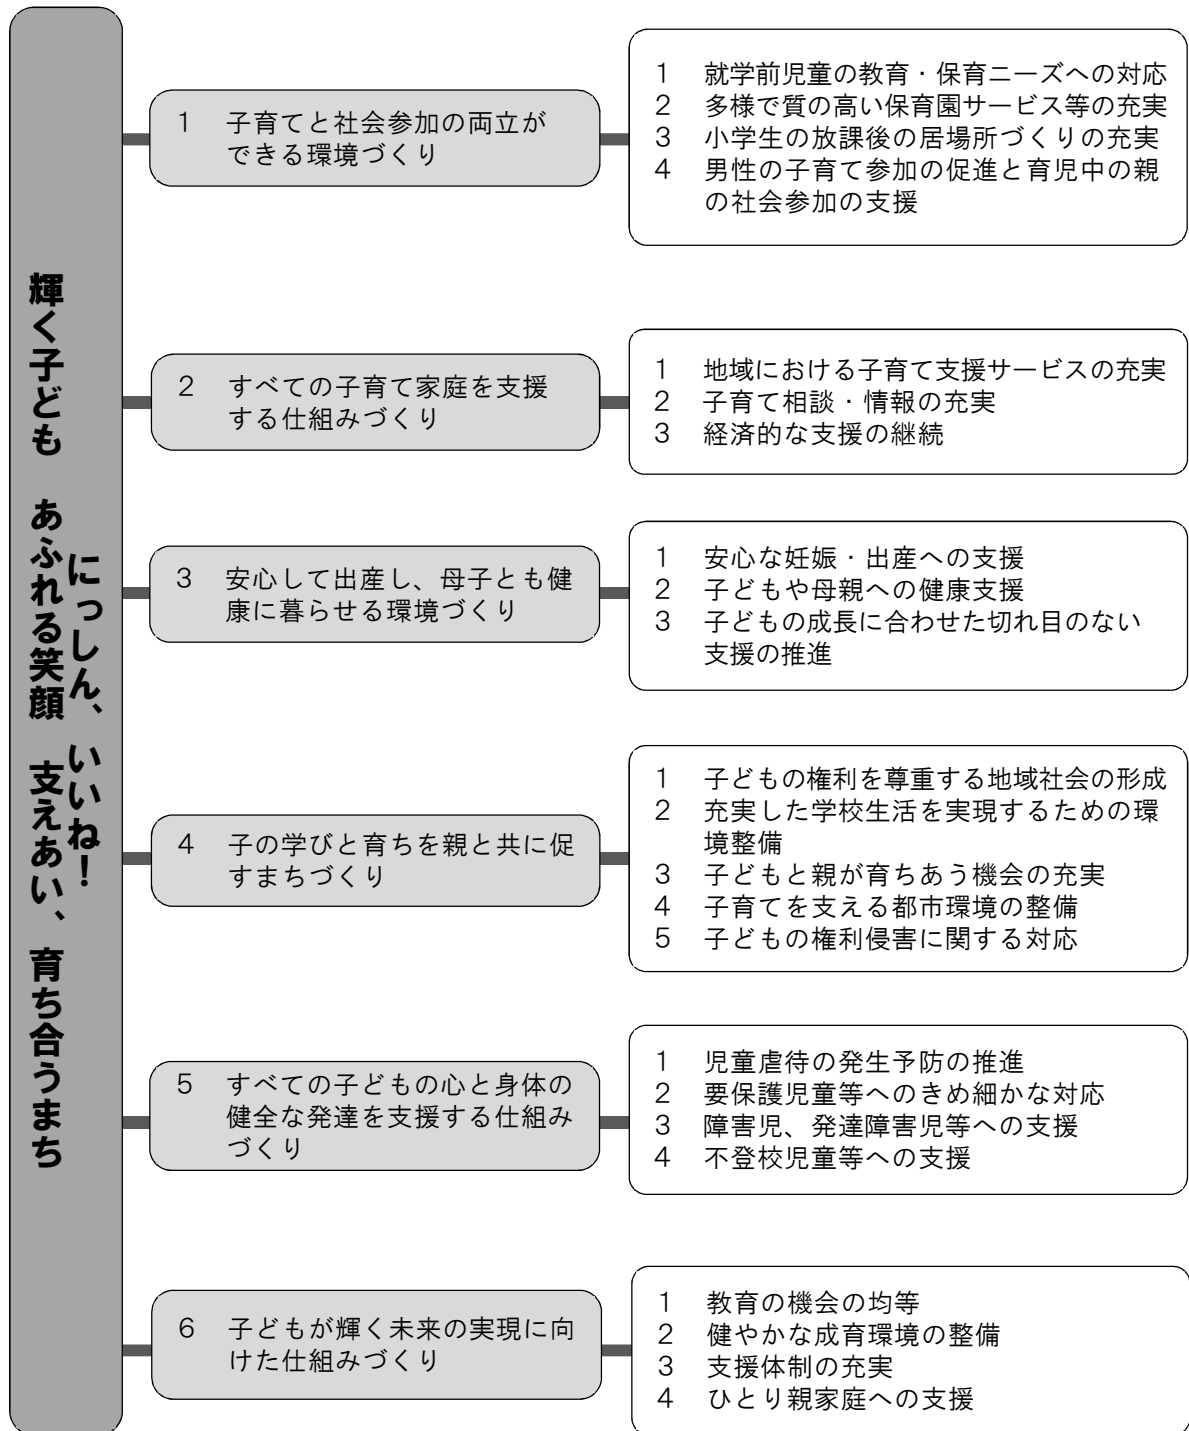 輝く子ども　あふれる笑顔　支えあい、育ち合うまち
にっしん、いいね！
1　子育てと社会参加の両立が
できる環境づくり
1　就学前児童の教育・保育ニーズへの対応
2　多様で質の高い保育園サービス等の充実
3　小学生の放課後の居場所づくりの充実
4　男性の子育て参加の促進と育児中の親
の社会参加の支援
2　すべての子育て家庭を支援
する仕組みづくり
1　地域における子育て支援サービスの充実
2　子育て相談・情報の充実
3　経済的な支援の継続
3　安心して出産し、母子とも健
康に暮らせる環境づくり
1　安心な妊娠・出産への支援
2　子どもや母親への健康支援
3　子どもの成長に合わせた切れ目のない
支援の推進
4　子の学びと育ちを親と共に促
すまちづくり
1　子どもの権利を尊重する地域社会の形成
2　充実した学校生活を実現するための環
境整備
3　子どもと親が育ちあう機会の充実
4　子育てを支える都市環境の整備
5　子どもの権利侵害に関する対応
5　すべての子どもの心と身体の
健全な発達を支援する仕組み
づくり
1　児童虐待の発生予防の推進
2　要保護児童等へのきめ細かな対応
3　障害児、発達障害児等への支援
4　不登校児童等への支援
6　子どもが輝く未来の実現に向
けた仕組みづくり
1　教育の機会の均等
2　健やかな成育環境の整備
3　支援体制の充実
4　ひとり親家庭への支援